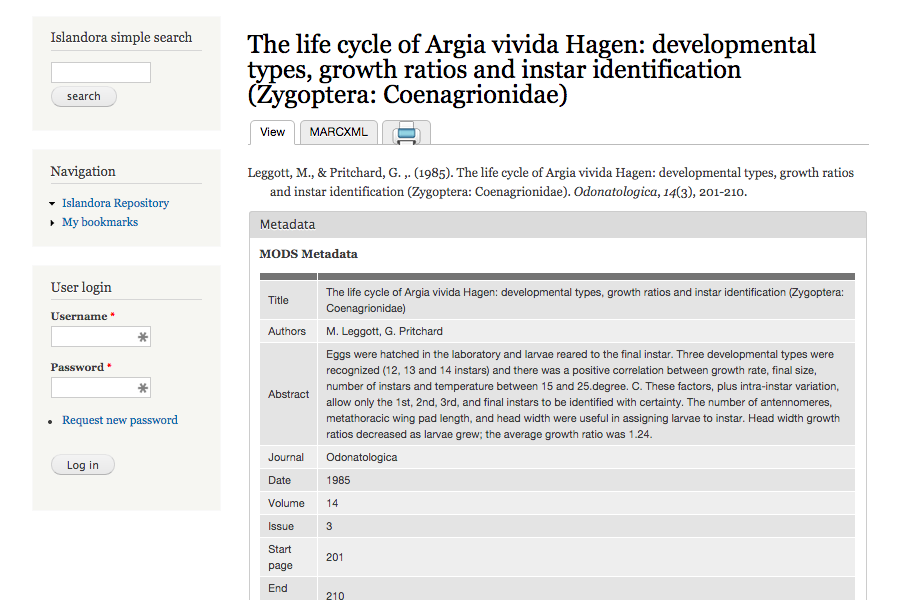 Islandora simple search
search
Navigation
Islandora Repository
My bookmarks
User login
Username *
Password *
Request new password
Log in
The life cycle of Argia vivida Hagen: developmental
types, growth ratios and instar identification
(Zygoptera: Coenagrionidae)
View MARCXML
Leggott, M., & Pritchard, G. ,. (1985). The life cycle of Argia vivida Hagen: developmental types, growth ratios
and instar identification (Zygoptera: Coenagrionidae). Odonatologica, 14(3), 201-210.
Metadata
MODS Metadata
Title The life cycle of Argia vivida Hagen: developmental types, growth ratios and instar identification (Zygoptera:
Coenagrionidae)
Authors M. Leggott, G. Pritchard
Abstract Eggs were hatched in the laboratory and larvae reared to the final instar. Three developmental types were
recognized (12, 13 and 14 instars) and there was a positive correlation between growth rate, final size,
number of instars and temperature between 15 and 25.degree. C. These factors, plus intra-instar variation,
allow only the 1st, 2nd, 3rd, and final instars to be identified with certainty. The number of antennomeres,
metathoracic wing pad length, and head width were useful in assigning larvae to instar. Head width growth
ratios decreased as larvae grew; the average growth ratio was 1.24.
Journal Odonatologica
Date 1985
Volume 14
Issue 3
Start
page 201
End
210